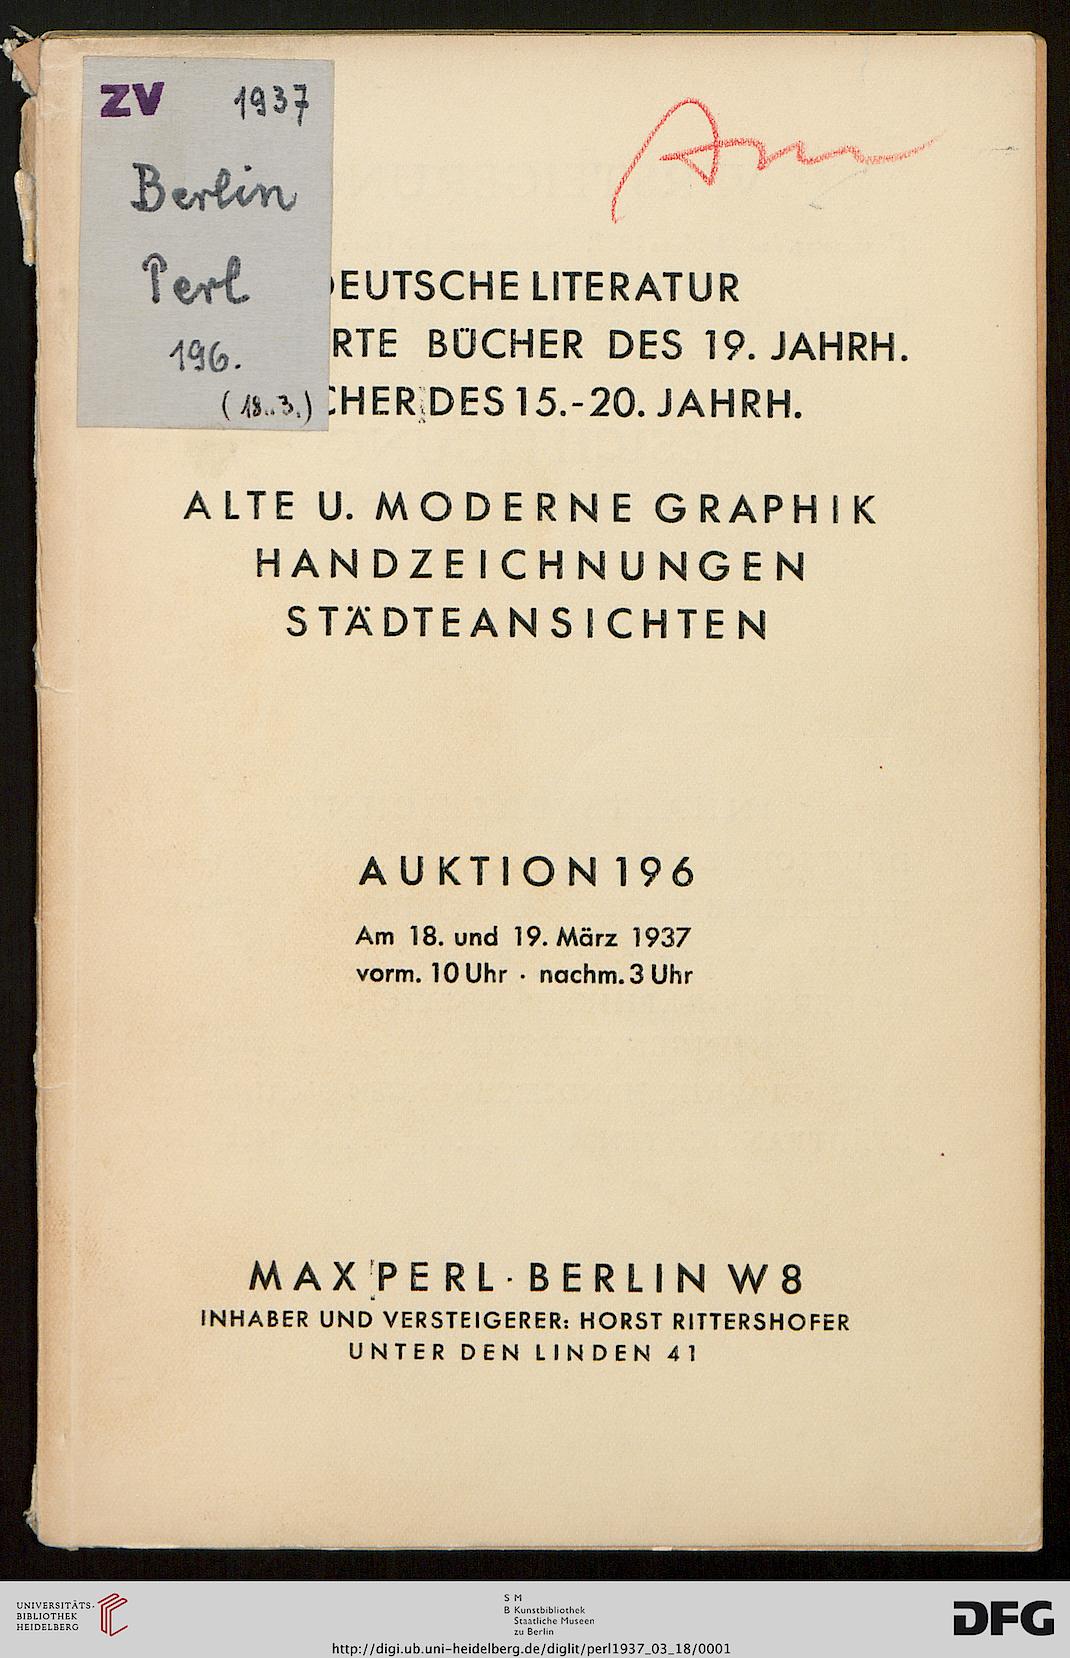 ZV 1937
Berlin
Perl
196.
(18..3.)
DEUTSCHE LITERATUR
RTE BÜCHER DES 19. JAHRH.
CHER DES 15.-20. JAHRH.
ALTE U. MODERNE GRAPHIK
HANDZEICHNUNGEN
STÄDTEANSICHTEN
AUKTION 196
Am 18. und 19. März 1937
vorm. 10 Uhr · nachm. 3 Uhr
MAX PERL · BERLIN W 8
INHABER UND VERSTEIGERER: HORST RITTERSHOFER
UNTER DEN LINDEN 41
UNIVERSITÄTS-
BIBLIOTHEK
HEIDELBERG
S M
B Kunstbibliothek
Staatliche Museen
zu Berlin
DFG
http://digi.ub.uni-heidelberg.de/diglit/perl1937_03_18/0001